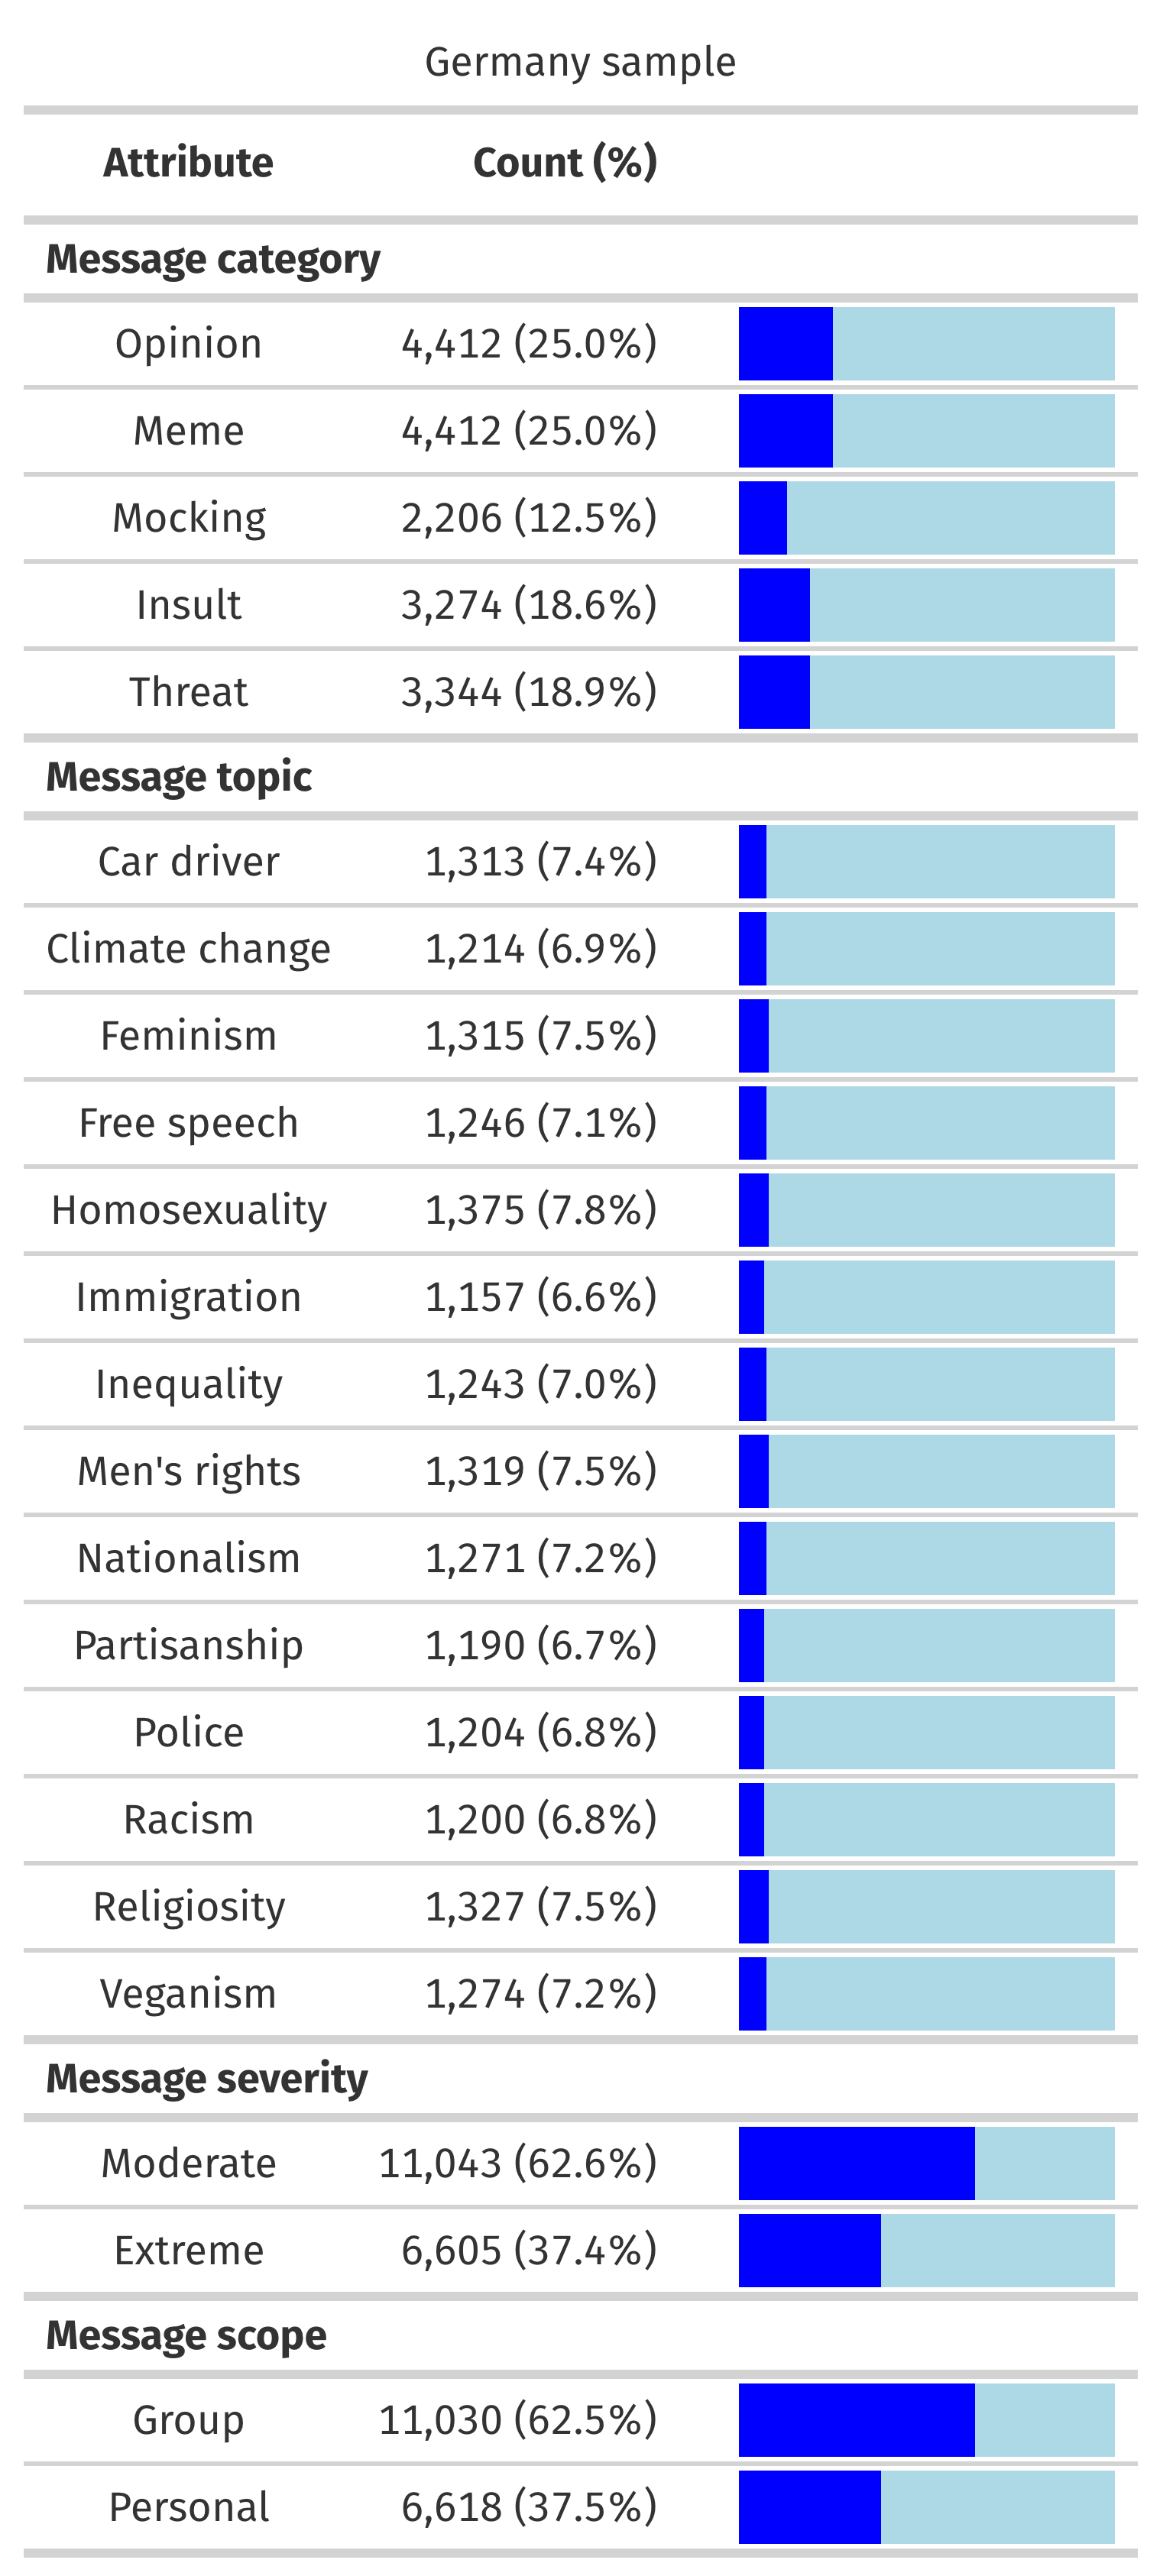 Germany sample
Attribute Count (%)
Message category
Opinion 4,412 (25.0%)
Meme 4,412 (25.0%)
Mocking 2,206 (12.5%)
Insult 3,274 (18.6%)
Threat 3,344 (18.9%)
Message topic
Car driver 1,313 (7.4%)
Climate change 1,214 (6.9%)
Feminism 1,315 (7.5%)
Free speech 1,246 (7.1%)
Homosexuality 1,375 (7.8%)
Immigration 1,157 (6.6%)
Inequality 1,243 (7.0%)
Men's rights 1,319 (7.5%)
Nationalism 1,271 (7.2%)
Partisanship 1,190 (6.7%)
Police 1,204 (6.8%)
Racism 1,200 (6.8%)
Religiosity 1,327 (7.5%)
Veganism 1,274 (7.2%)
Message severity
Moderate 11,043 (62.6%)
Extreme 6,605 (37.4%)
Message scope
Group 11,030 (62.5%)
Personal 6,618 (37.5%)